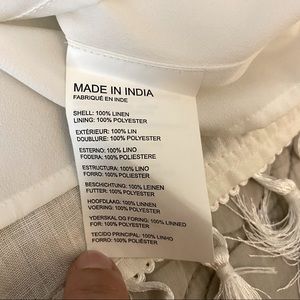 MADE IN INDIA
FABRIQUÉ EN INDE
SHELL: 100% LINEN
LINING: 100% POLYESTER
EXTÉRIEUR: 100% LIN
DOUBLURE: 100% POLYESTER
ESTERNO: 100% LINO
FODERA: 100% POLIESTERE
ESTRUCTURA: 100% LINO
FORRO: 100% POLIESTER
BESCHICHTUNG: 100% LEINEN
FUTTER: 100% POLYESTER
HOOFDLAAG: 100% LINNEN
VOERING: 100% POLYESTER
YDERSKAL OG FORING: 100% LINNED
FOR: 100% POLYESTER
TECIDO PRINCIPAL: 100% LINHO
FORRO: 100% POLIÉSTER